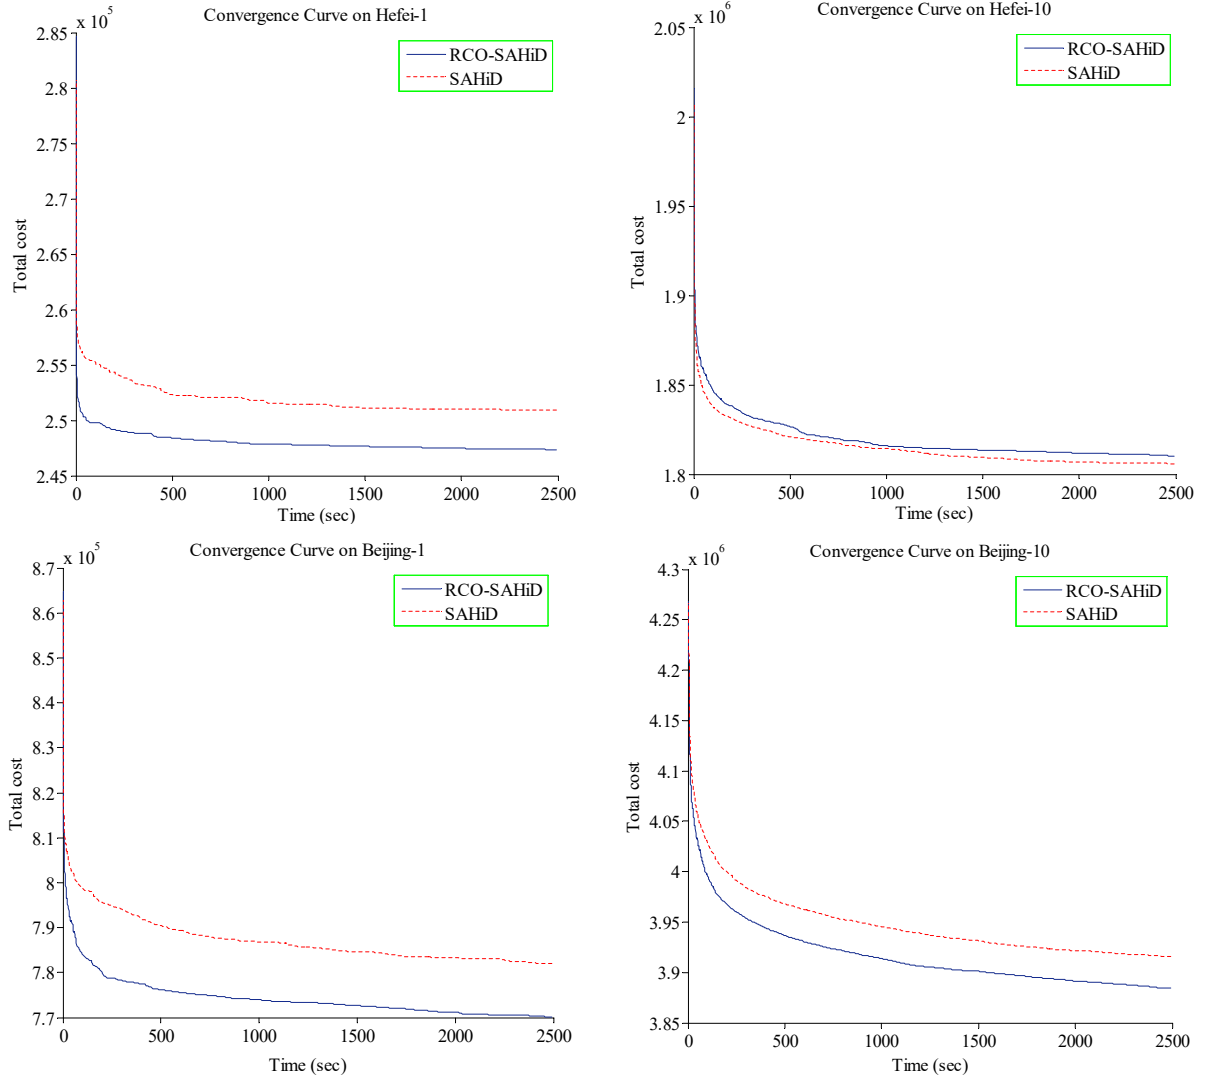 Convergence Curve on Hefei-1
x 10^5
2.85
2.8
2.75
2.7
2.65
2.6
2.55
2.5
2.45
Total cost
RCO-SAHiD
SAHiD
0 500 1000 1500 2000 2500
Time (sec)
Convergence Curve on Hefei-10
x 10^6
2.05
2
1.95
1.9
1.85
1.8
Total cost
RCO-SAHiD
SAHiD
0 500 1000 1500 2000 2500
Time (sec)
Convergence Curve on Beijing-1
x 10^5
8.7
8.6
8.5
8.4
8.3
8.2
8.1
8
7.9
7.8
7.7
Total cost
RCO-SAHiD
SAHiD
0 500 1000 1500 2000 2500
Time (sec)
Convergence Curve on Beijing-10
x 10^6
4.3
4.25
4.2
4.15
4.1
4.05
4
3.95
3.9
3.85
Total cost
RCO-SAHiD
SAHiD
0 500 1000 1500 2000 2500
Time (sec)